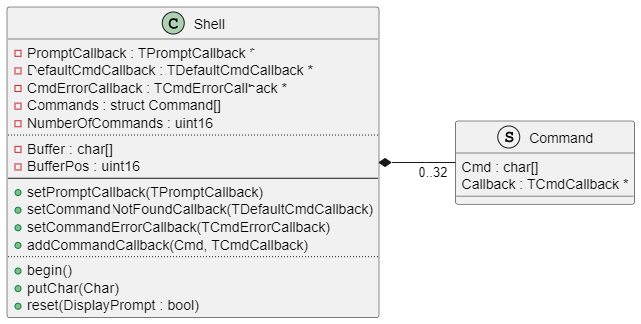 C Shell
PromptCallback : TPromptCallback *
DefaultCmdCallback : TDefaultCmdCallback *
CmdErrorCallback : TCmdErrorCallback *
Commands : struct Command[]
NumberOfCommands : uint16
Buffer : char[]
BufferPos : uint16
setPromptCallback(TPromptCallback)
setCommandNotFoundCallback(TDefaultCmdCallback)
setCommandErrorCallback(TCmdErrorCallback)
addCommandCallback(Cmd, TCmdCallback)
begin()
putChar(Char)
reset(DisplayPrompt : bool)
0..32
S Command
Cmd : char[]
Callback : TCmdCallback *